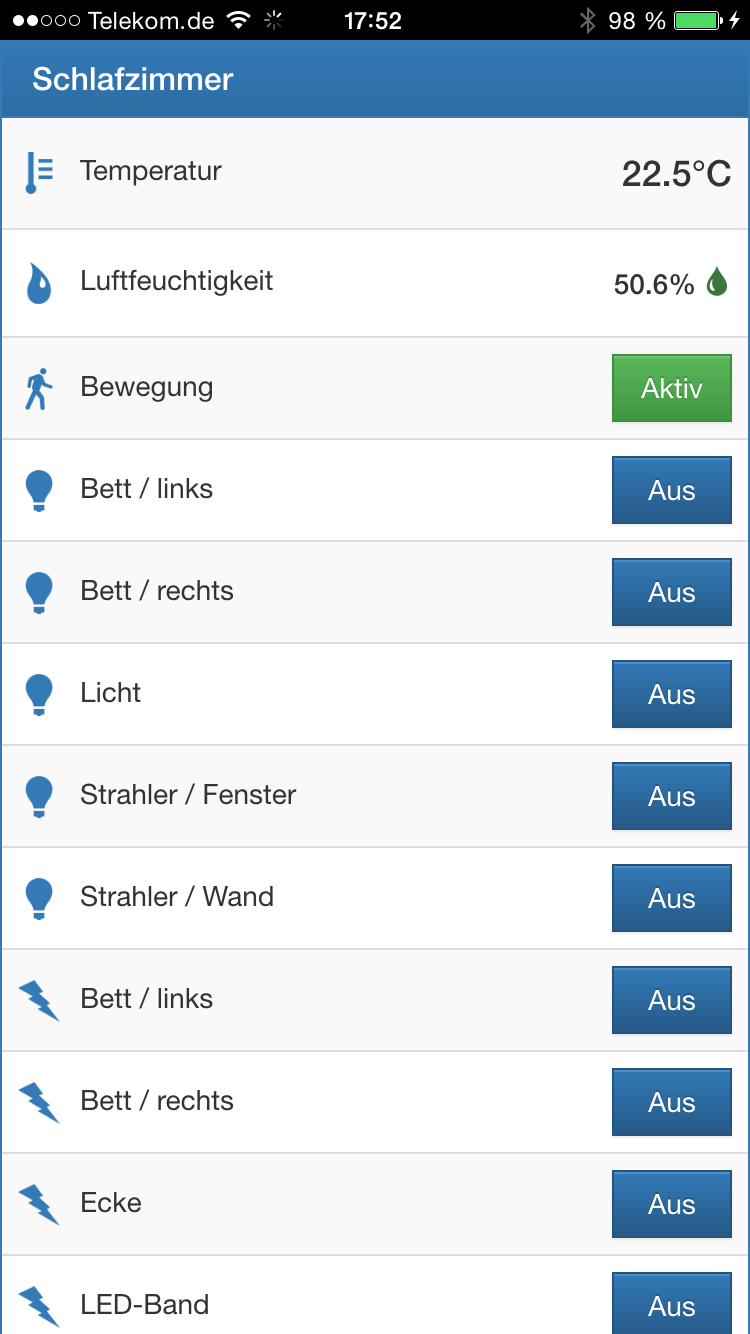 Telekom.de 17:52 98 %
Schlafzimmer
Temperatur 22.5°C
Luftfeuchtigkeit 50.6%
Bewegung Aktiv
Bett / links Aus
Bett / rechts Aus
Licht Aus
Strahler / Fenster Aus
Strahler / Wand Aus
Bett / links Aus
Bett / rechts Aus
Ecke Aus
LED-Band Aus